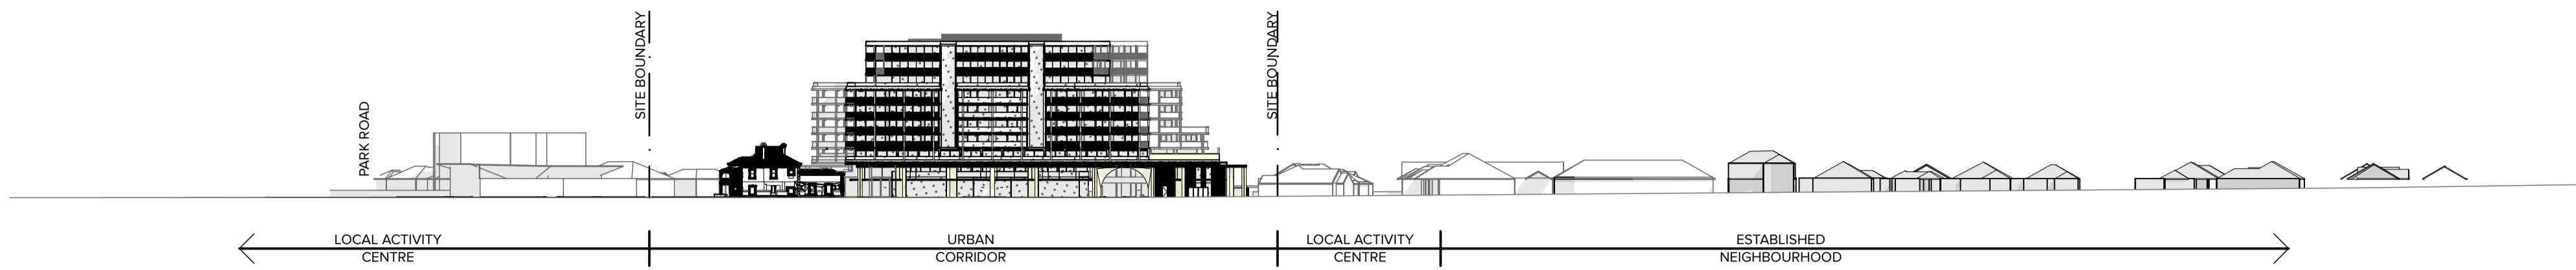 PARK ROAD
SITE BOUNDARY
SITE BOUNDARY
LOCAL ACTIVITY
CENTRE
URBAN
CORRIDOR
LOCAL ACTIVITY
CENTRE
ESTABLISHED
NEIGHBOURHOOD